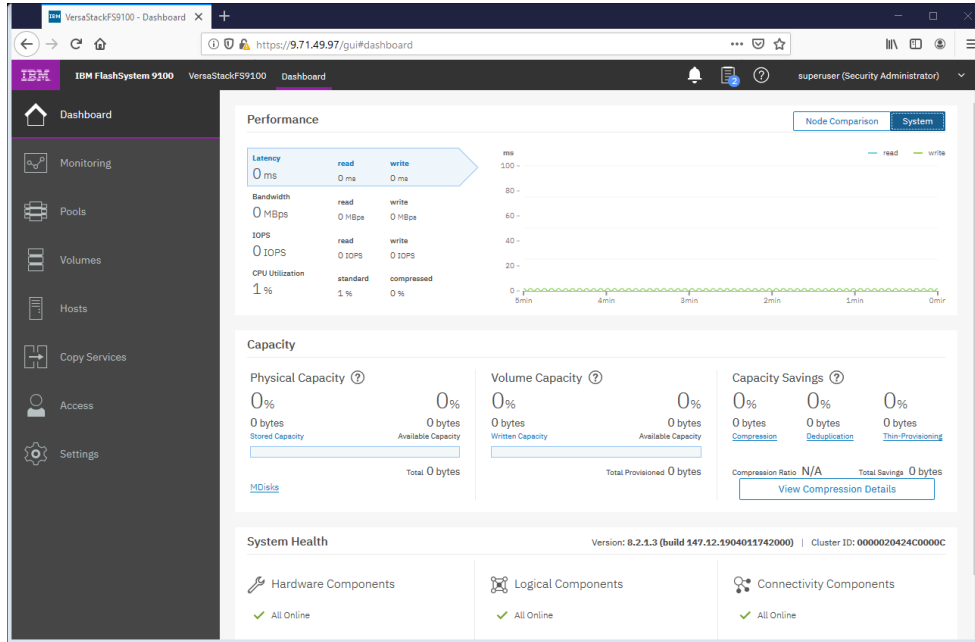 VersaStackFS9100 - Dashboard
https://9.71.49.97/gui#dashboard
IBM IBM FlashSystem 9100 VersaStackFS9100 Dashboard 2 superuser (Security Administrator)
Dashboard
Monitoring
Pools
Volumes
Hosts
Copy Services
Access
Settings
Performance Node Comparison System
Latency read write
0 ms 0 ms 0 ms
Bandwidth read write
0 MBps 0 MBps 0 MBps
IOPS read write
0 IOPS 0 IOPS 0 IOPS
CPU Utilization standard compressed
1 % 1 % 0 %
ms read write
100
80
60
40
20
0
5min 4min 3min 2min 1min 0min
Capacity
Physical Capacity Volume Capacity Capacity Savings
0% 0% 0% 0% 0% 0% 0%
0 bytes 0 bytes 0 bytes 0 bytes 0 bytes 0 bytes 0 bytes
Stored Capacity Available Capacity Written Capacity Available Capacity Compression Deduplication Thin-Provisioning
Total 0 bytes Total Provisioned 0 bytes Compression Ratio N/A Total Savings 0 bytes
MDisks View Compression Details
System Health Version: 8.2.1.3 (build 147.12.1904011742000) | Cluster ID: 0000020424C0000C
Hardware Components Logical Components Connectivity Components
All Online All Online All Online